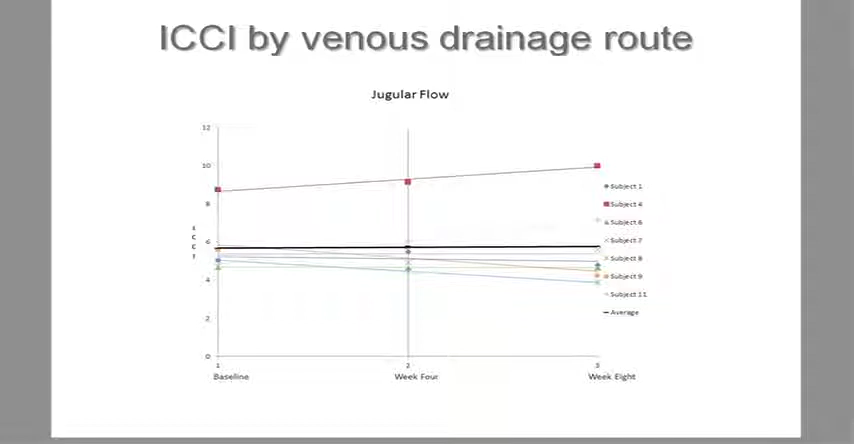 ICCI by venous drainage route
Jugular Flow
12
10
8
6
4
2
0
I
C
C
I
1
2
3
Baseline
Week Four
Week Eight
Subject 1
Subject 4
Subject 6
Subject 7
Subject 8
Subject 9
Subject 11
Average